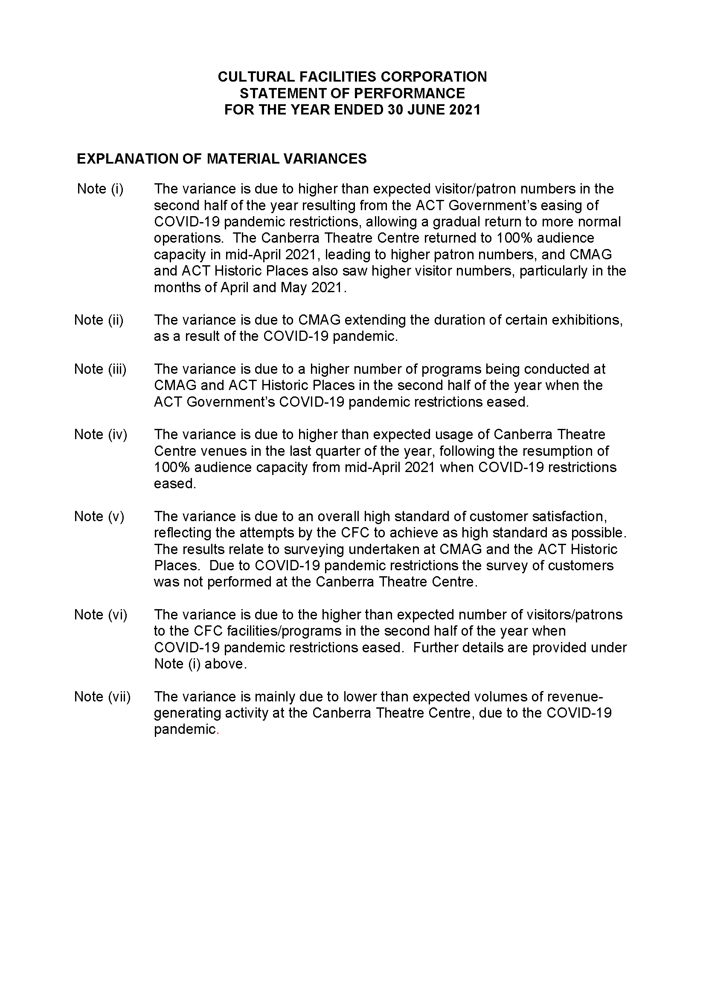 CULTURAL FACILITIES CORPORATION
STATEMENT OF PERFORMANCE
FOR THE YEAR ENDED 30 JUNE 2021
EXPLANATION OF MATERIAL VARIANCES
Note (i) The variance is due to higher than expected visitor/patron numbers in the
second half of the year resulting from the ACT Government’s easing of
COVID-19 pandemic restrictions, allowing a gradual return to more normal
operations.  The Canberra Theatre Centre returned to 100% audience
capacity in mid-April 2021, leading to higher patron numbers, and CMAG
and ACT Historic Places also saw higher visitor numbers, particularly in the
months of April and May 2021.
Note (ii) The variance is due to CMAG extending the duration of certain exhibitions,
as a result of the COVID-19 pandemic.
Note (iii) The variance is due to a higher number of programs being conducted at
CMAG and ACT Historic Places in the second half of the year when the
ACT Government’s COVID-19 pandemic restrictions eased.
Note (iv) The variance is due to higher than expected usage of Canberra Theatre
Centre venues in the last quarter of the year, following the resumption of
100% audience capacity from mid-April 2021 when COVID-19 restrictions
eased.
Note (v) The variance is due to an overall high standard of customer satisfaction,
reflecting the attempts by the CFC to achieve as high standard as possible.
The results relate to surveying undertaken at CMAG and the ACT Historic
Places.  Due to COVID-19 pandemic restrictions the survey of customers
was not performed at the Canberra Theatre Centre.
Note (vi) The variance is due to the higher than expected number of visitors/patrons
to the CFC facilities/programs in the second half of the year when
COVID-19 pandemic restrictions eased.  Further details are provided under
Note (i) above.
Note (vii) The variance is mainly due to lower than expected volumes of revenue-
generating activity at the Canberra Theatre Centre, due to the COVID-19
pandemic.